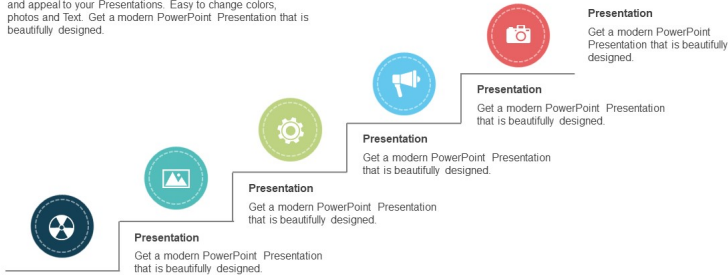 and appeal to your Presentations. Easy to change colors,
photos and Text. Get a modern PowerPoint Presentation that is
beautifully designed.
Presentation
Get a modern PowerPoint
Presentation that is beautifully
designed.
Presentation
Get a modern PowerPoint Presentation
that is beautifully designed.
Presentation
Get a modern PowerPoint Presentation
that is beautifully designed.
Presentation
Get a modern PowerPoint Presentation
that is beautifully designed.
Presentation
Get a modern PowerPoint Presentation
that is beautifully designed.